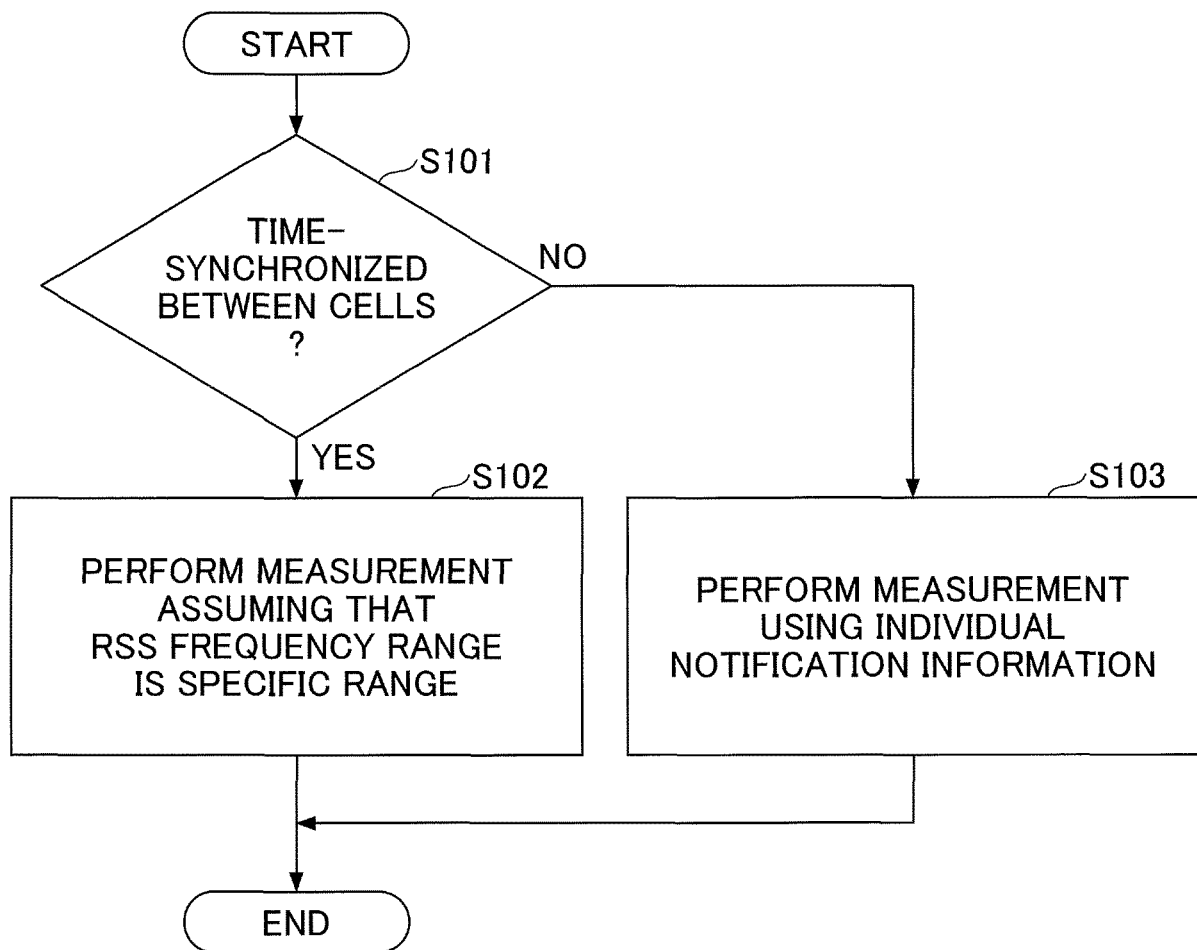 START
S101
TIME-
SYNCHRONIZED
BETWEEN CELLS
?
NO
YES
S102
PERFORM MEASUREMENT
ASSUMING THAT
RSS FREQUENCY RANGE
IS SPECIFIC RANGE
S103
PERFORM MEASUREMENT
USING INDIVIDUAL
NOTIFICATION INFORMATION
END